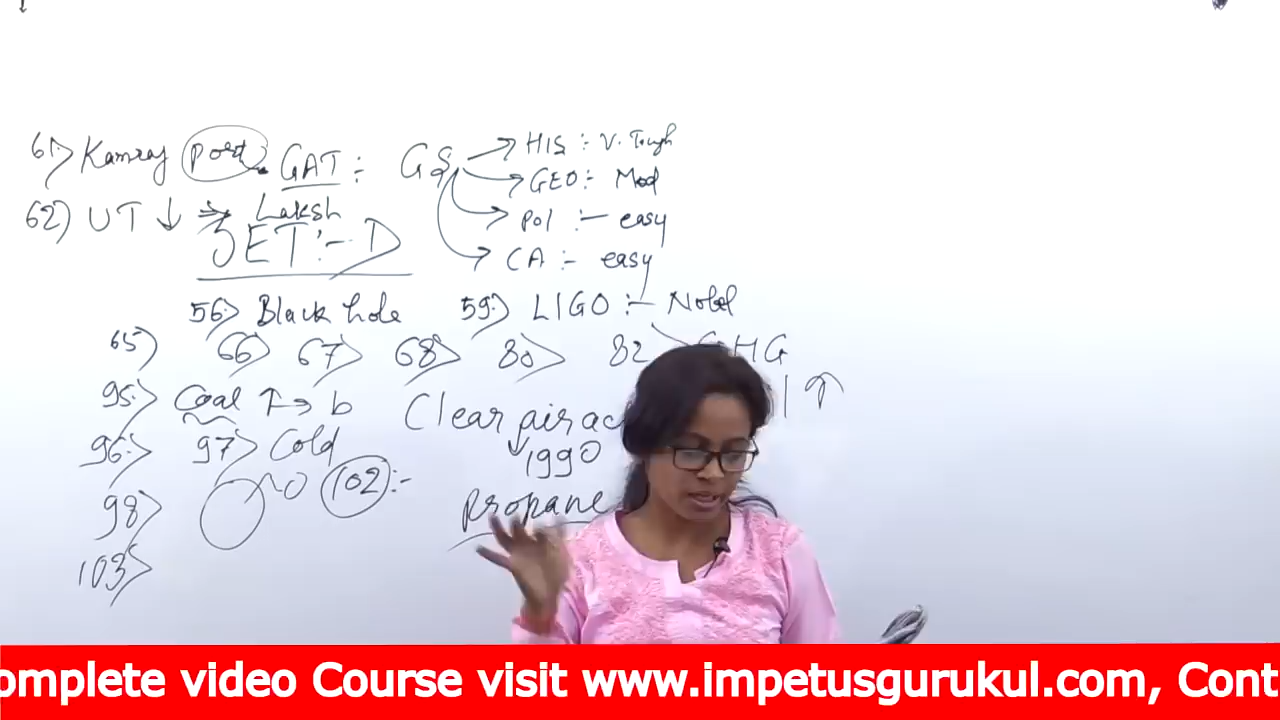 61> Kamraj port. GAT: GS HIS : V. Tough
GEO :- Mod
62) UT ↓ ⇒ Laksh Pol :- easy
SET :- D CA :- easy
56> Black hole 59> LIGO :- Nobel
65) 66> 67> 68> 80> 82> GHG
95> Coal ↑→ b Clear air ac ↑
96> 97> Cold 1990
98> 102 :- Propane
103>
omplete video Course visit www.impetusgurukul.com, Cont